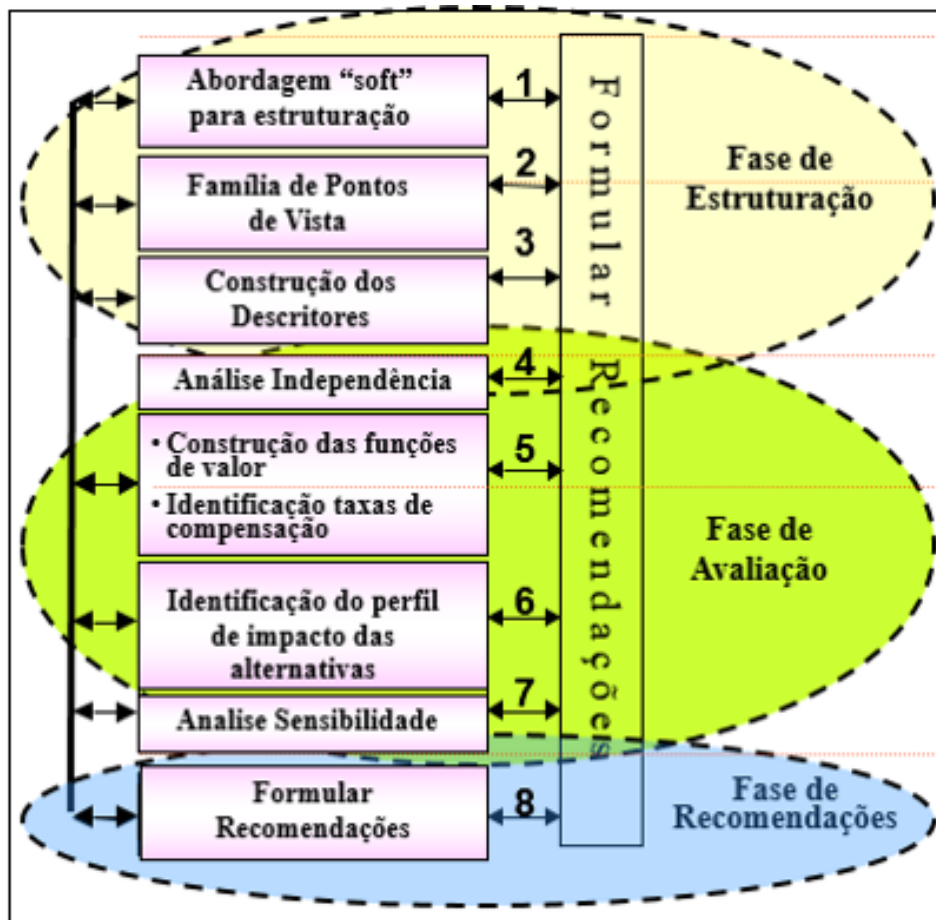 Abordagem “soft”
para estruturação
1
Família de Pontos
de Vista
2
Construção dos
Descritores
3
Análise Independência
4
• Construção das funções
de valor
• Identificação taxas de
compensação
5
Identificação do perfil
de impacto das
alternativas
6
Analise Sensibilidade
7
Formular
Recomendações
8
Formular Recomendações
Fase de
Estruturação
Fase de
Avaliação
Fase de
Recomendações